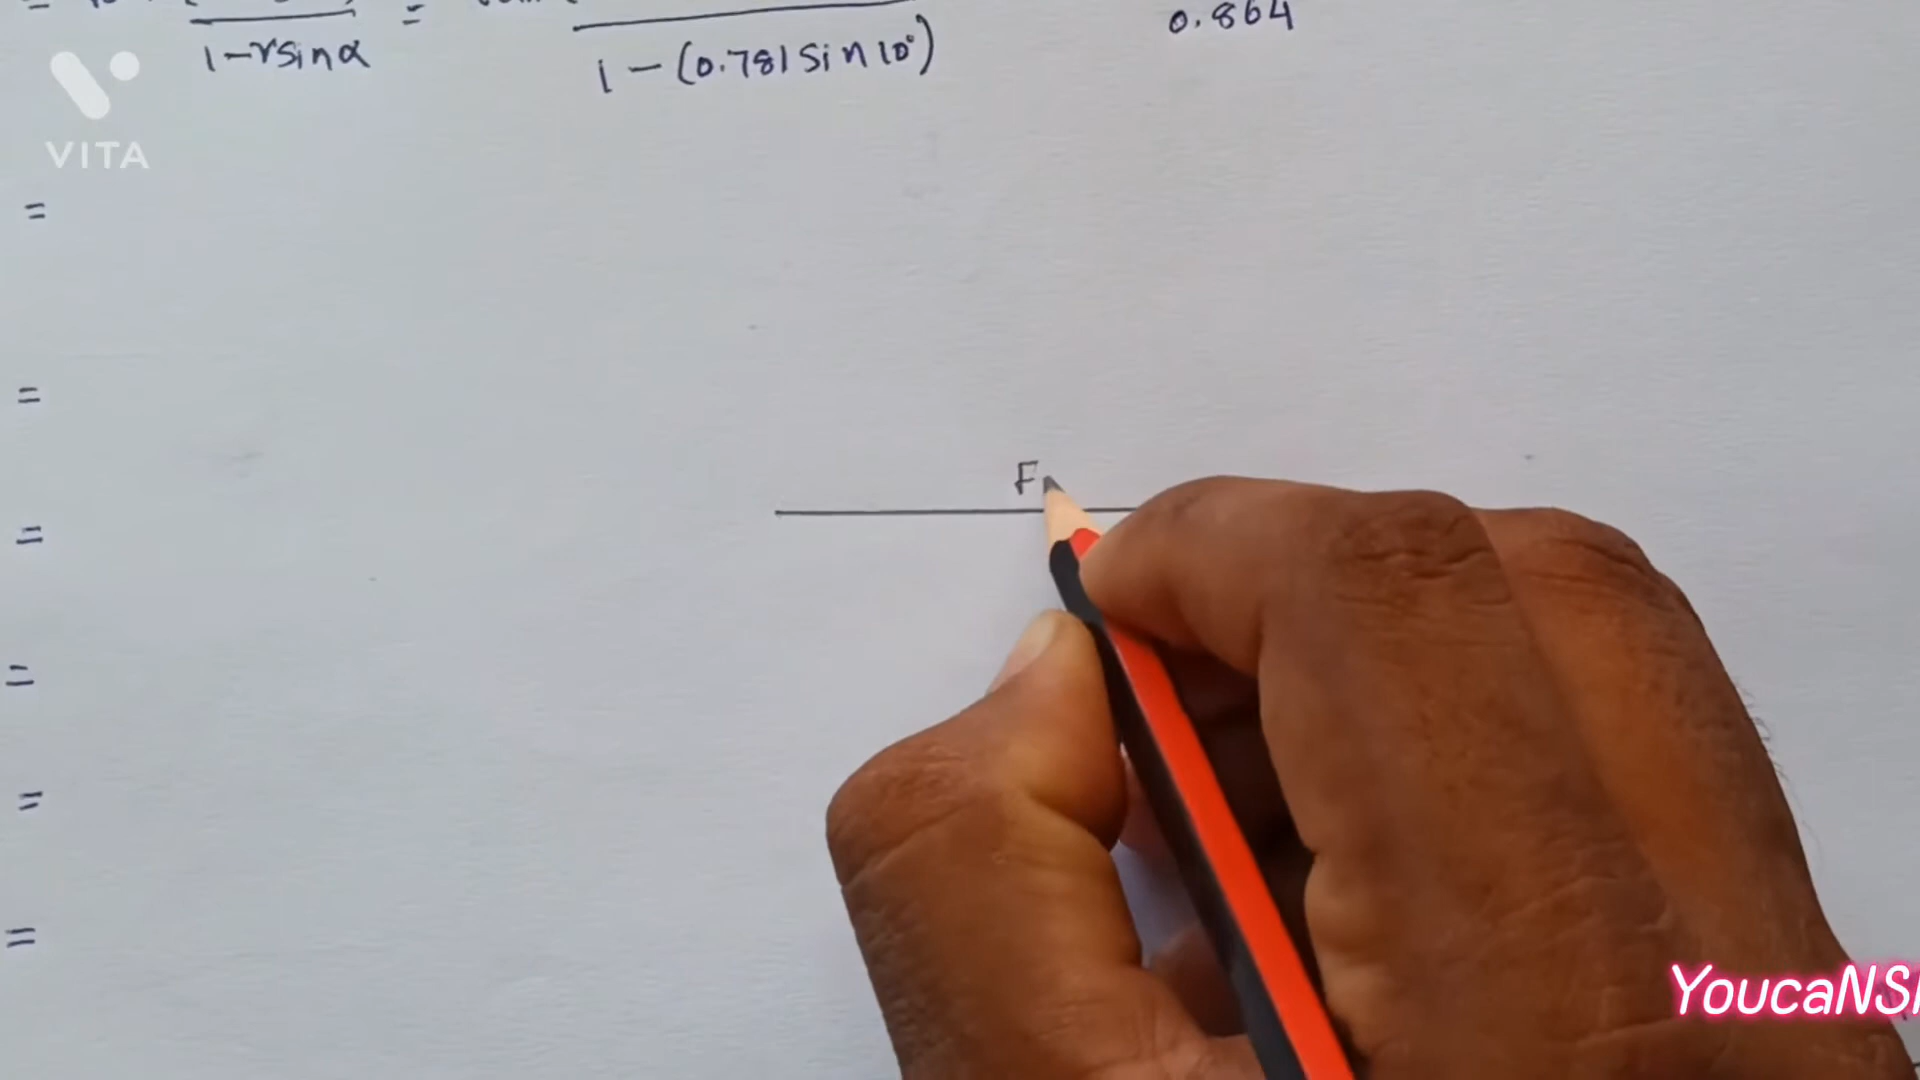 1-rsinα = 1-(0.781 sin 10°) 0.864
VITA
=
=
F
=
=
=
=
YoucaNS